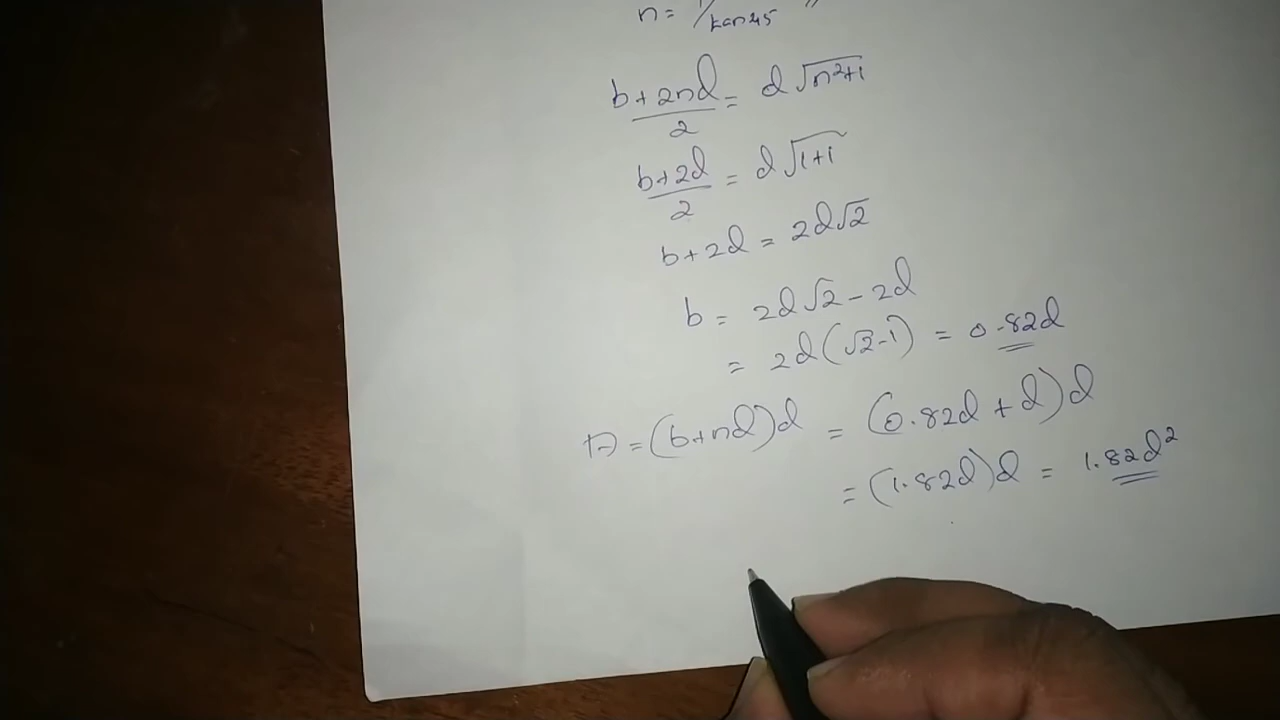 n = 1/tan45 "
b+2nd/2 = d√n²+1
b+2d/2 = d√1+1
b+2d = 2d√2
b = 2d√2 - 2d
= 2d(√2-1) = 0.82d
A = (b+nd)d = (0.82d + d)d
= (1.82d)d = 1.82d²